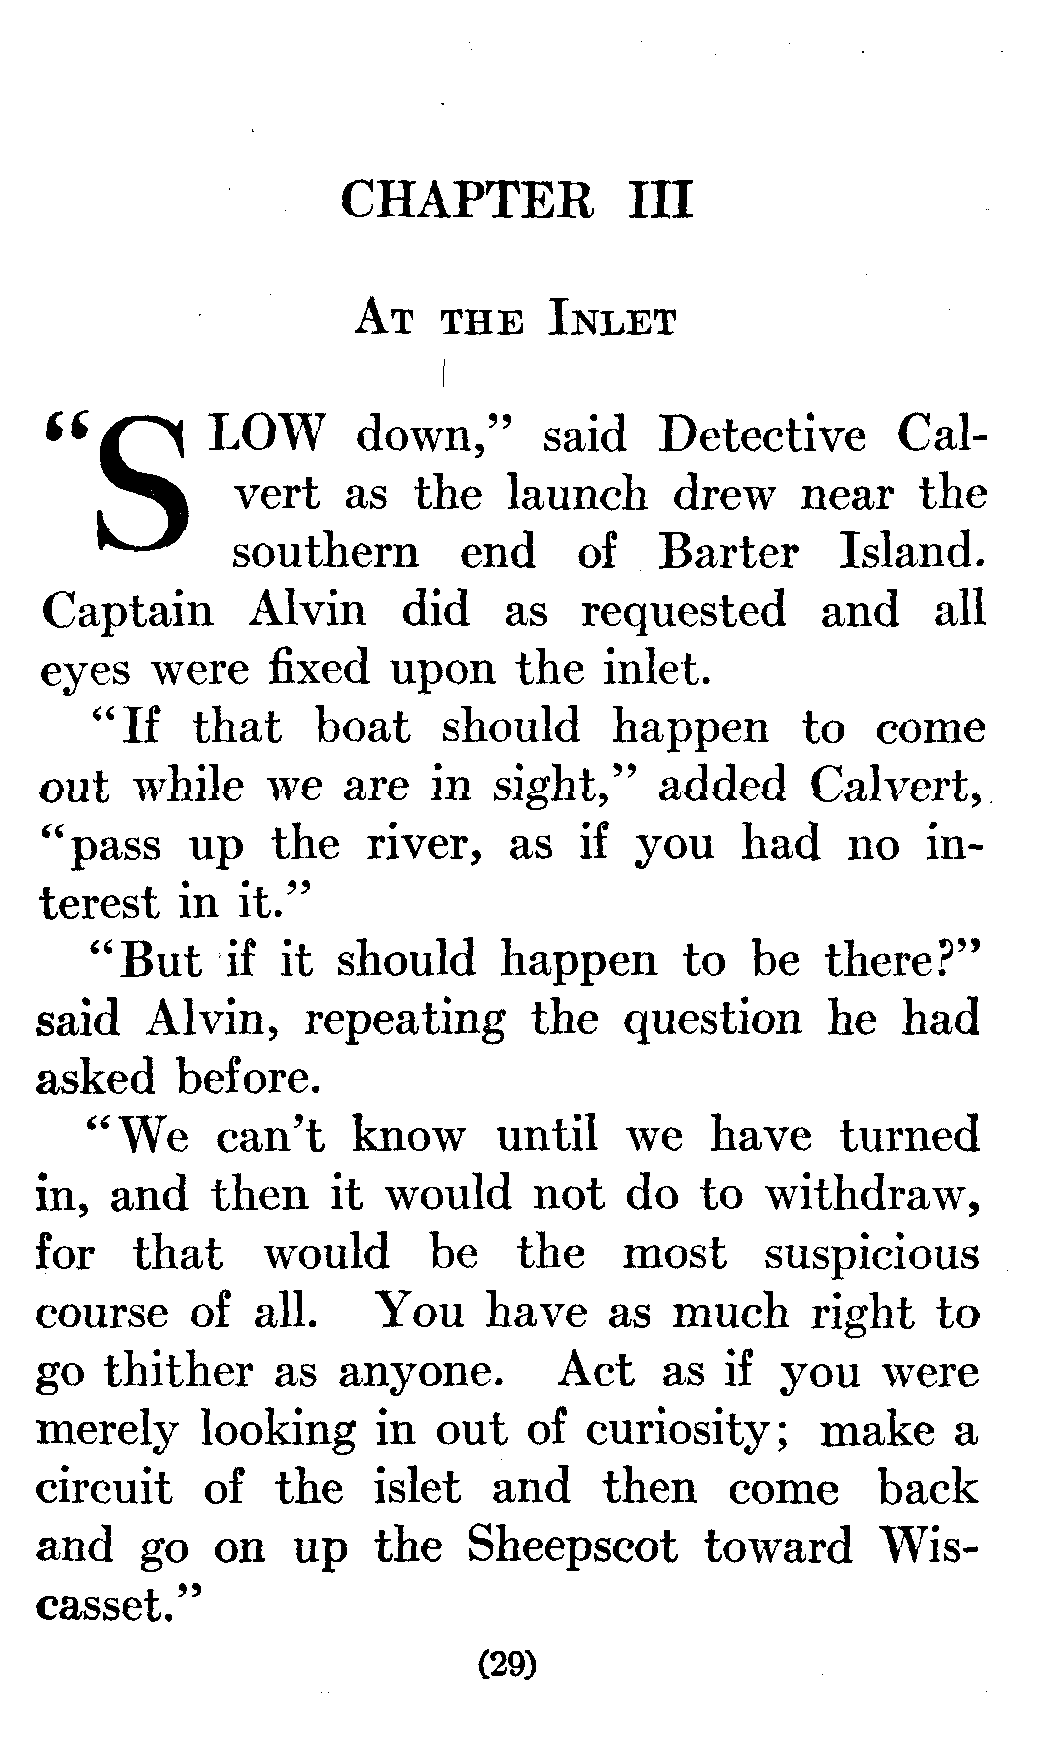 CHAPTER III
At the Inlet
“SLOW down,” said Detective Cal-
vert as the launch drew near the
southern end of Barter Island.
Captain Alvin did as requested and all
eyes were fixed upon the inlet.
“If that boat should happen to come
out while we are in sight,” added Calvert,
“pass up the river, as if you had no in-
terest in it.”
“But if it should happen to be there?”
said Alvin, repeating the question he had
asked before.
“We can’t know until we have turned
in, and then it would not do to withdraw,
for that would be the most suspicious
course of all. You have as much right to
go thither as anyone. Act as if you were
merely looking in out of curiosity; make a
circuit of the islet and then come back
and go on up the Sheepscot toward Wis-
casset.”
(29)